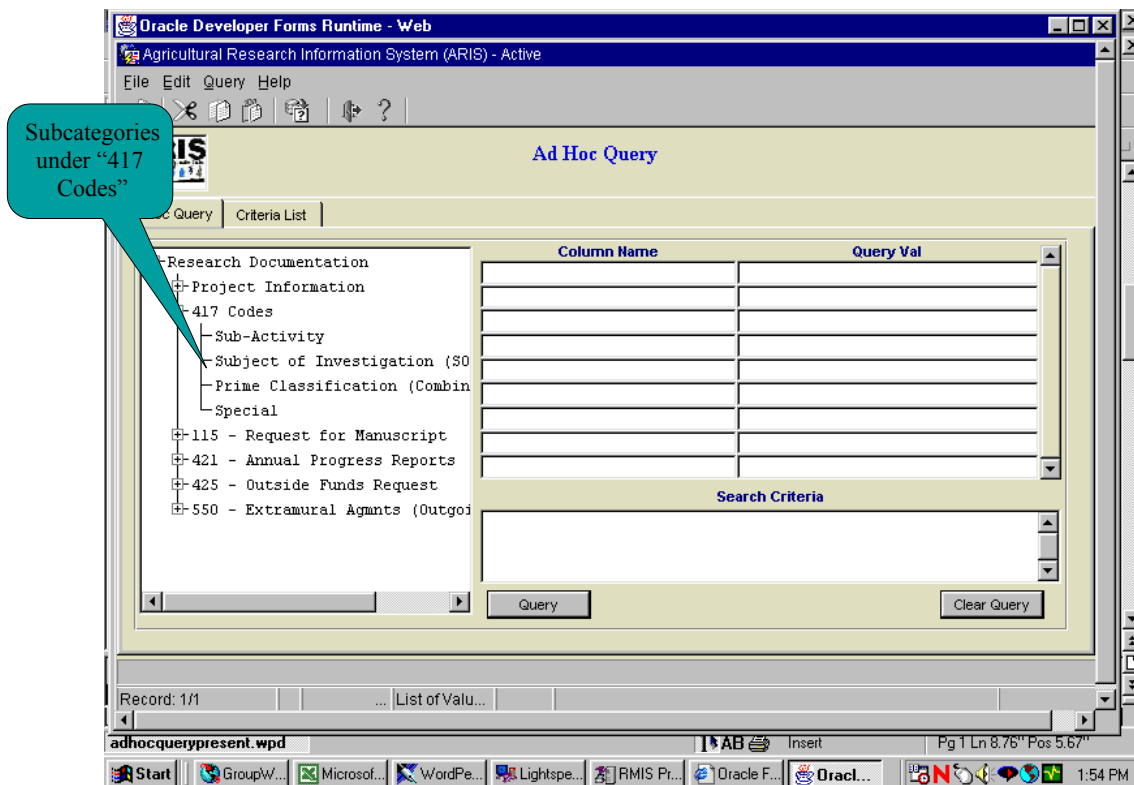 Oracle Developer Forms Runtime - Web
Agricultural Research Information System (ARIS) - Active
File Edit Query Help
Subcategories
under “417
Codes”
Ad Hoc Query
Query
Criteria List
Research Documentation
Project Information
417 Codes
Sub-Activity
Subject of Investigation (SO
Prime Classification (Combin
Special
115 - Request for Manuscript
421 - Annual Progress Reports
425 - Outside Funds Request
550 - Extramural Agmnts (Outgoi
Column Name
Query Val
Search Criteria
Query
Clear Query
Record: 1/1
... List of Valu...
adhocquerypresent.wpd
AB Insert Pg 1 Ln 8.76" Pos 5.67"
Start GroupW... Microsof... WordPe... Lightspe... RMIS Pr... Oracle F... Oracl... 1:54 PM